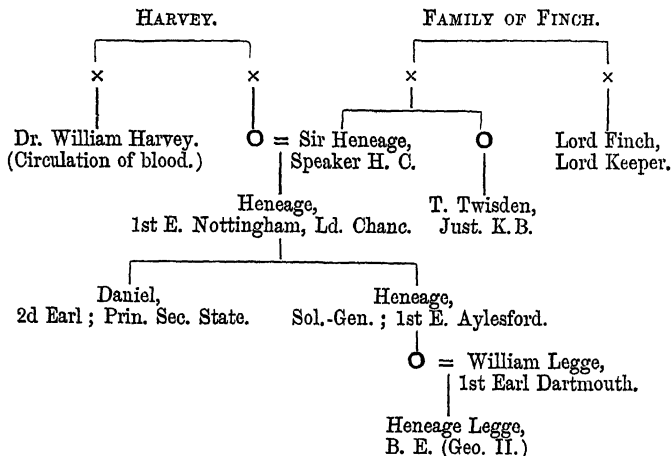 HARVEY.
FAMILY OF FINCH.
× × × ×
Dr. William Harvey.
(Circulation of blood.)
O = Sir Heneage,
Speaker H. C.
O
Lord Finch,
Lord Keeper.
Heneage,
1st E. Nottingham, Ld. Chanc.
T. Twisden,
Just. K. B.
Daniel,
2d Earl ; Prin. Sec. State.
Heneage,
Sol.-Gen. ; 1st E. Aylesford.
O = William Legge,
1st Earl Dartmouth.
Heneage Legge,
B. E. (Geo. II.)